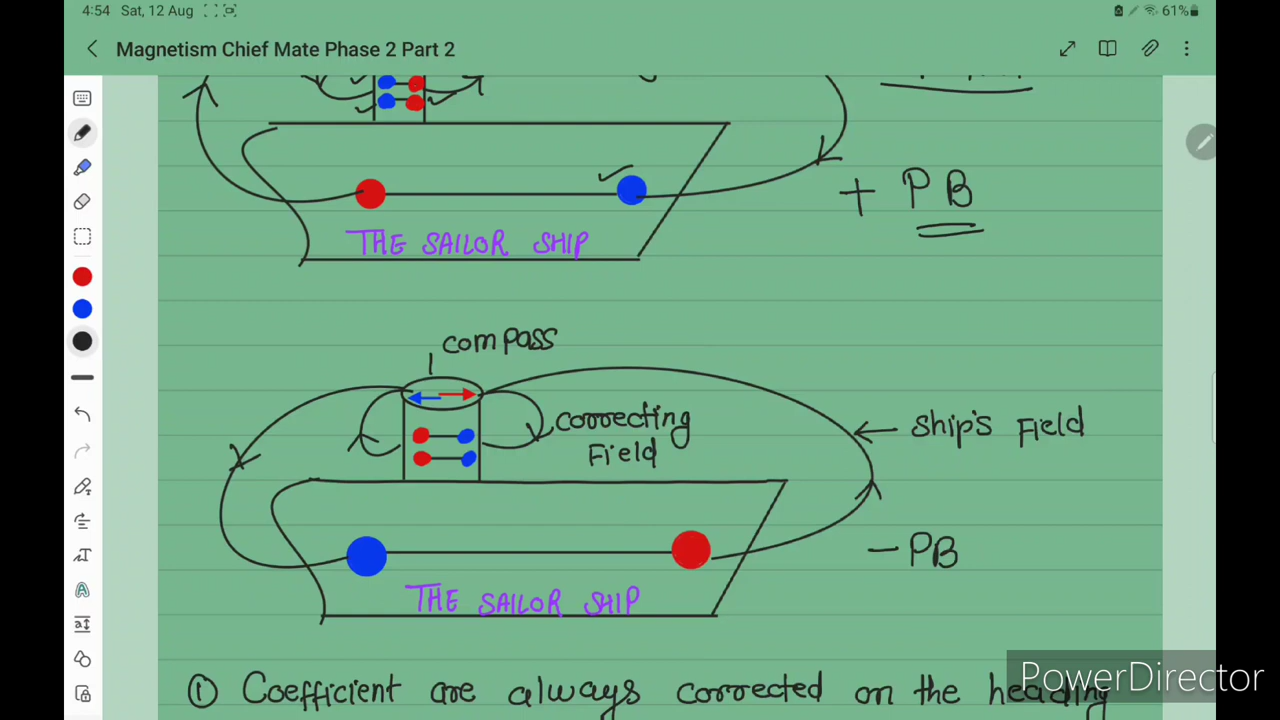 4:54 Sat, 12 Aug
61%
Magnetism Chief Mate Phase 2 Part 2
+ PB
THE SAILOR SHIP
compass
correcting
Field
ship's Field
- PB
THE SAILOR SHIP
① Coefficient are always corrected on the heading
PowerDirector